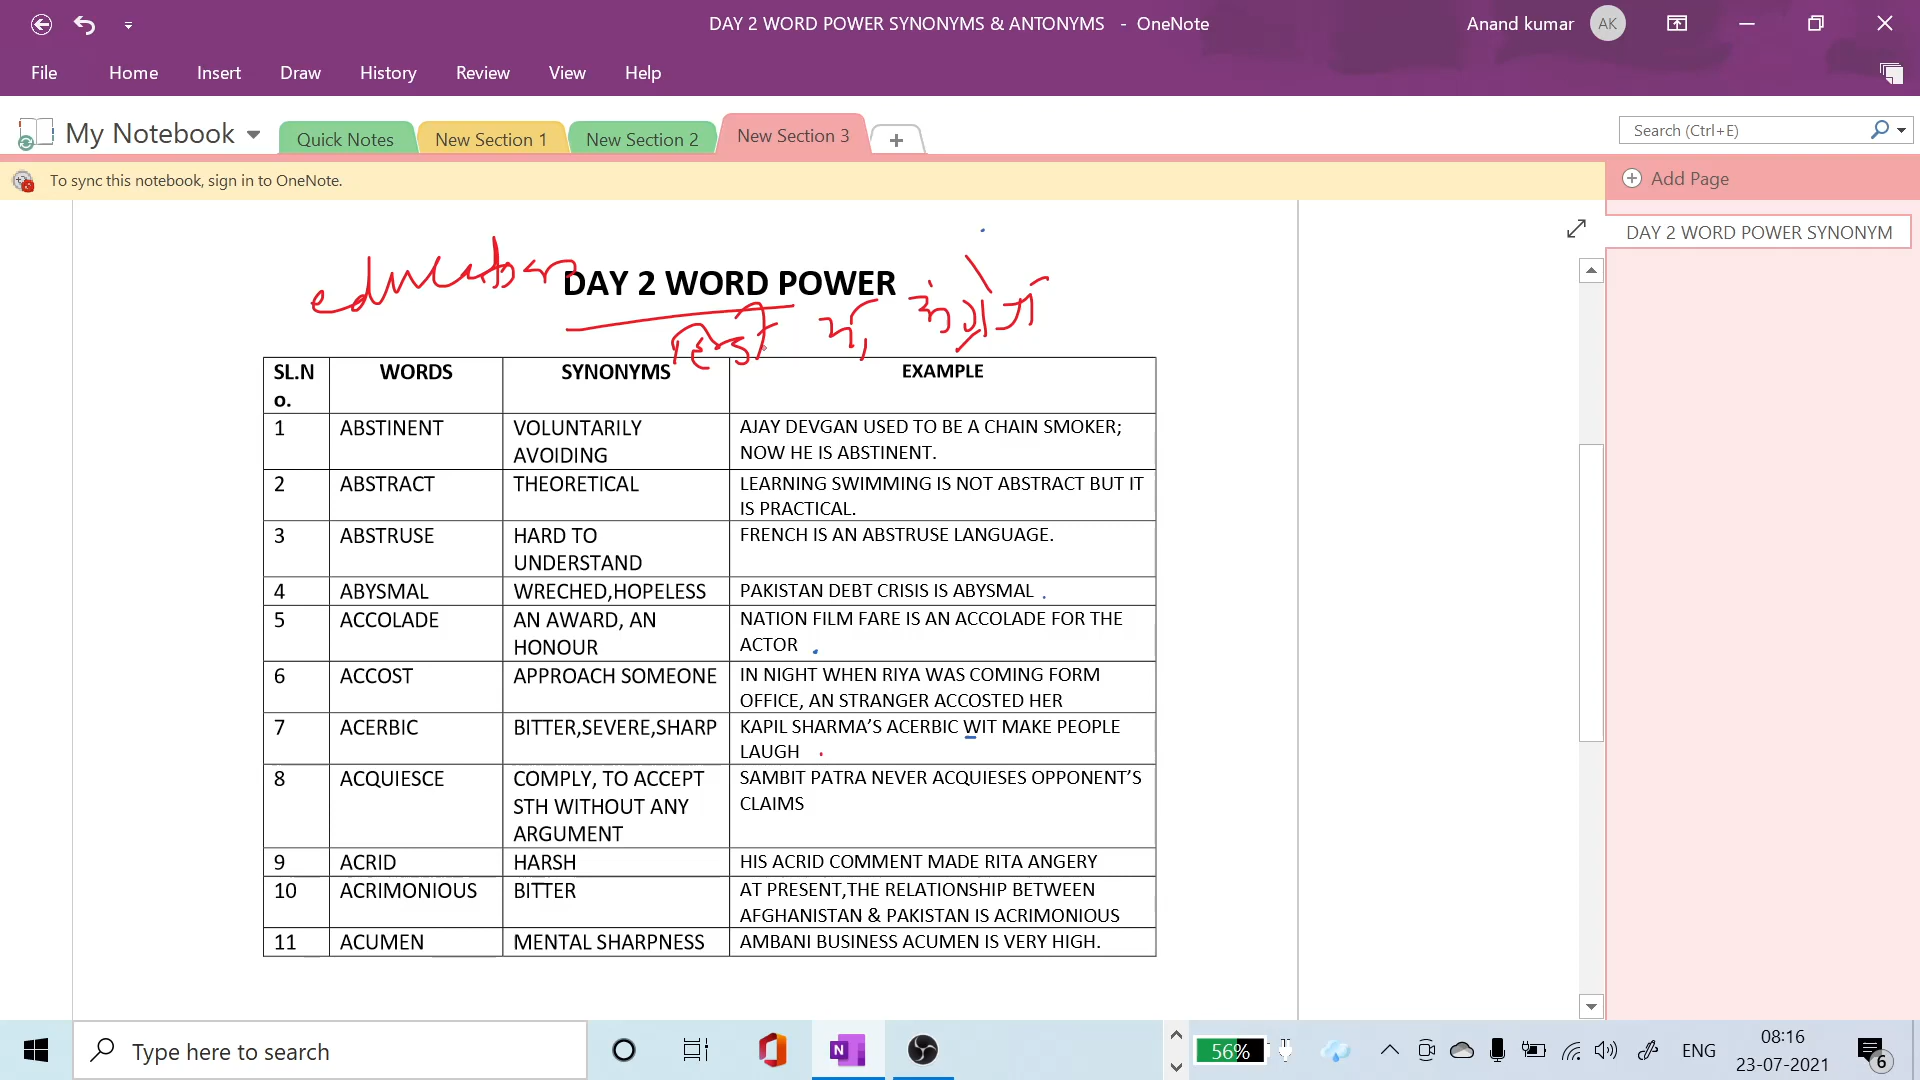 DAY 2 WORD POWER SYNONYMS & ANTONYMS - OneNote
Anand kumar AK
File Home Insert Draw History Review View Help
My Notebook Quick Notes New Section 1 New Section 2 New Section 3
Search (Ctrl+E)
To sync this notebook, sign in to OneNote.
Add Page
DAY 2 WORD POWER SYNONYM
education
DAY 2 WORD POWER
SL.N WORDS SYNONYMS EXAMPLE
o.
1 ABSTINENT VOLUNTARILY AJAY DEVGAN USED TO BE A CHAIN SMOKER;
AVOIDING NOW HE IS ABSTINENT.
2 ABSTRACT THEORETICAL LEARNING SWIMMING IS NOT ABSTRACT BUT IT
IS PRACTICAL.
3 ABSTRUSE HARD TO FRENCH IS AN ABSTRUSE LANGUAGE.
UNDERSTAND
4 ABYSMAL WRECHED,HOPELESS PAKISTAN DEBT CRISIS IS ABYSMAL .
5 ACCOLADE AN AWARD, AN NATION FILM FARE IS AN ACCOLADE FOR THE
HONOUR ACTOR .
6 ACCOST APPROACH SOMEONE IN NIGHT WHEN RIYA WAS COMING FORM
OFFICE, AN STRANGER ACCOSTED HER
7 ACERBIC BITTER,SEVERE,SHARP KAPIL SHARMA’S ACERBIC WIT MAKE PEOPLE
LAUGH .
8 ACQUIESCE COMPLY, TO ACCEPT SAMBIT PATRA NEVER ACQUIESES OPPONENT’S
STH WITHOUT ANY CLAIMS
ARGUMENT
9 ACRID HARSH HIS ACRID COMMENT MADE RITA ANGERY
10 ACRIMONIOUS BITTER AT PRESENT,THE RELATIONSHIP BETWEEN
AFGHANISTAN & PAKISTAN IS ACRIMONIOUS
11 ACUMEN MENTAL SHARPNESS AMBANI BUSINESS ACUMEN IS VERY HIGH.
Type here to search
N
56%
ENG
08:16
23-07-2021
6